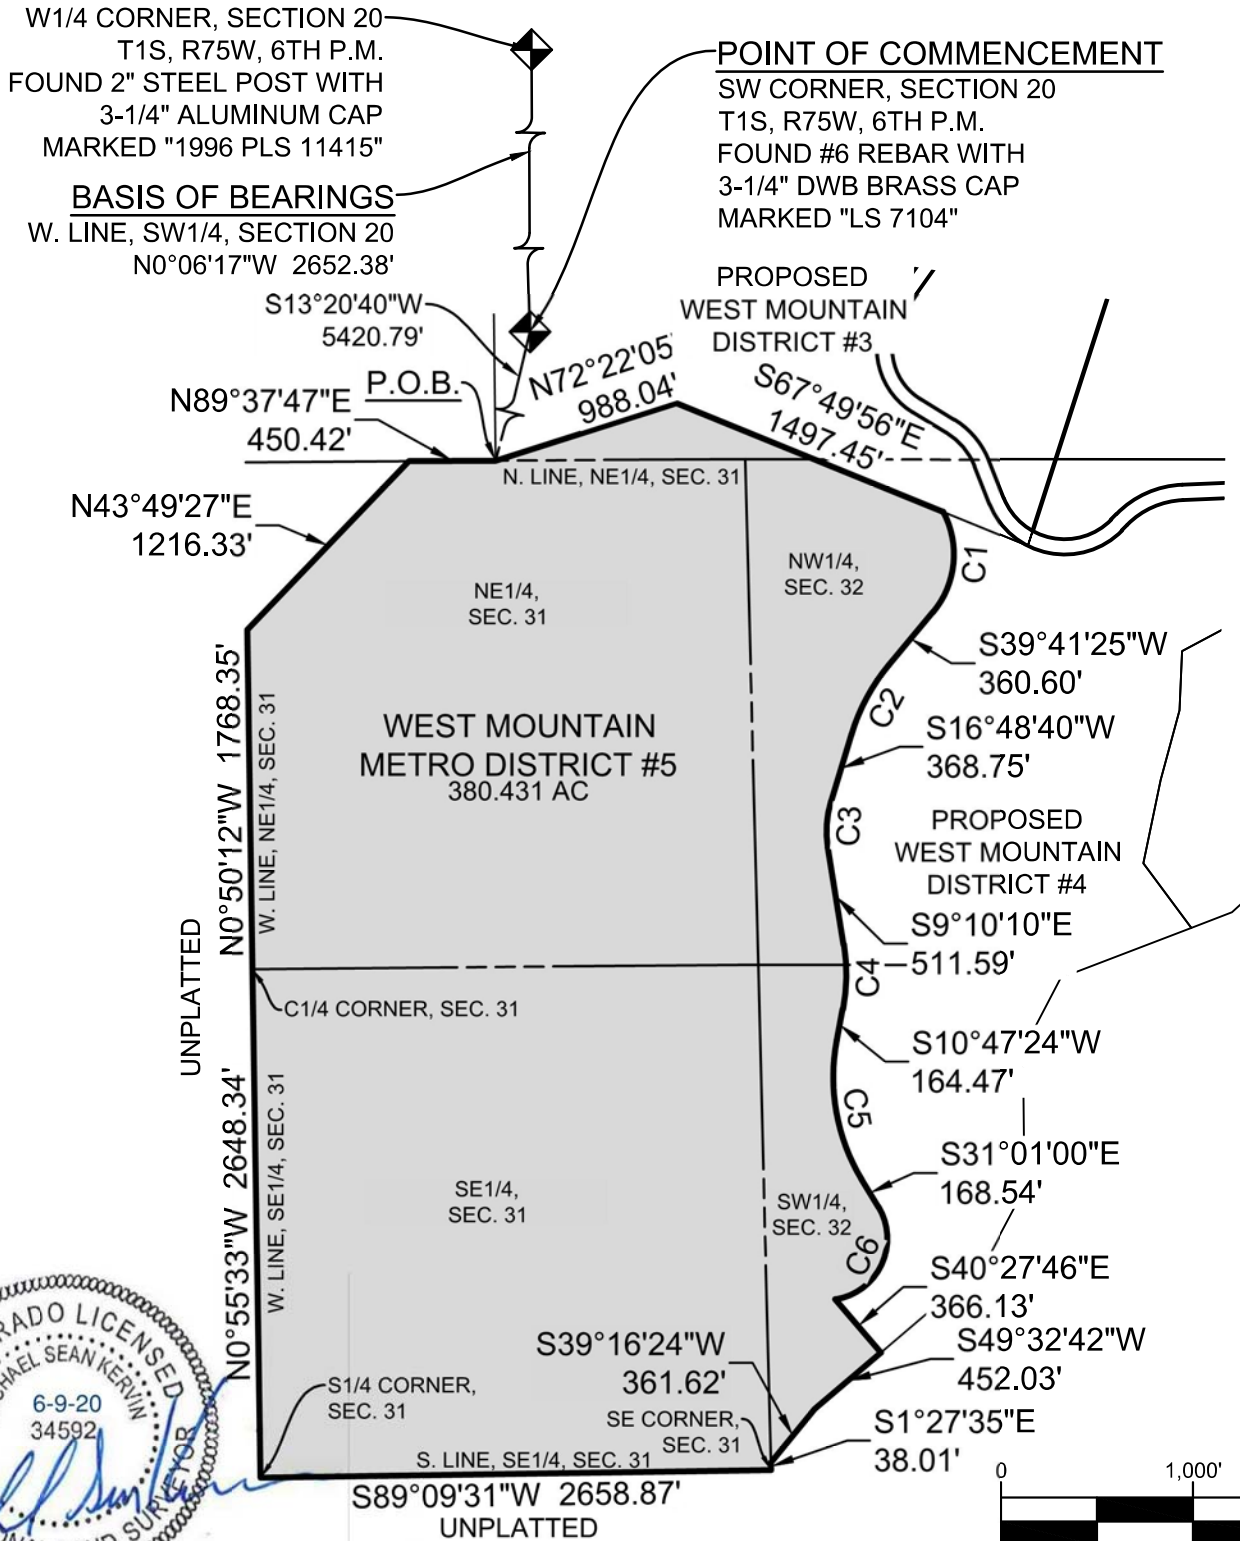 W1/4 CORNER, SECTION 20
T1S, R75W, 6TH P.M.
FOUND 2" STEEL POST WITH
3-1/4" ALUMINUM CAP
MARKED "1996 PLS 11415"
BASIS OF BEARINGS
W. LINE, SW1/4, SECTION 20
N0°06'17"W 2652.38'
POINT OF COMMENCEMENT
SW CORNER, SECTION 20
T1S, R75W, 6TH P.M.
FOUND #6 REBAR WITH
3-1/4" DWB BRASS CAP
MARKED "LS 7104"
S13°20'40"W
5420.79'
PROPOSED
WEST MOUNTAIN
DISTRICT #3
P.O.B.
N72°22'05
988.04'
S67°49'56"E
1497.45'
N89°37'47"E
450.42'
N. LINE, NE1/4, SEC. 31
N43°49'27"E
1216.33'
NE1/4,
SEC. 31
NW1/4,
SEC. 32
C1
S39°41'25"W
360.60'
C2
S16°48'40"W
368.75'
WEST MOUNTAIN
METRO DISTRICT #5
380.431 AC
N0°50'12"W 1768.35'
W. LINE, NE1/4, SEC. 31
C3
PROPOSED
WEST MOUNTAIN
DISTRICT #4
S9°10'10"E
511.59'
UNPLATTED
C4
C1/4 CORNER, SEC. 31
S10°47'24"W
164.47'
C5
N0°55'33"W 2648.34'
W. LINE, SE1/4, SEC. 31
S31°01'00"E
168.54'
SE1/4,
SEC. 31
SW1/4,
SEC. 32
C6
S40°27'46"E
366.13'
S39°16'24"W
361.62'
S49°32'42"W
452.03'
S1/4 CORNER,
SEC. 31
SE CORNER,
SEC. 31
S1°27'35"E
38.01'
S. LINE, SE1/4, SEC. 31
S89°09'31"W 2658.87'
UNPLATTED
LICENSED
SEAN KERVIN
6-9-20
34592
SURVEYOR
0 1,000'